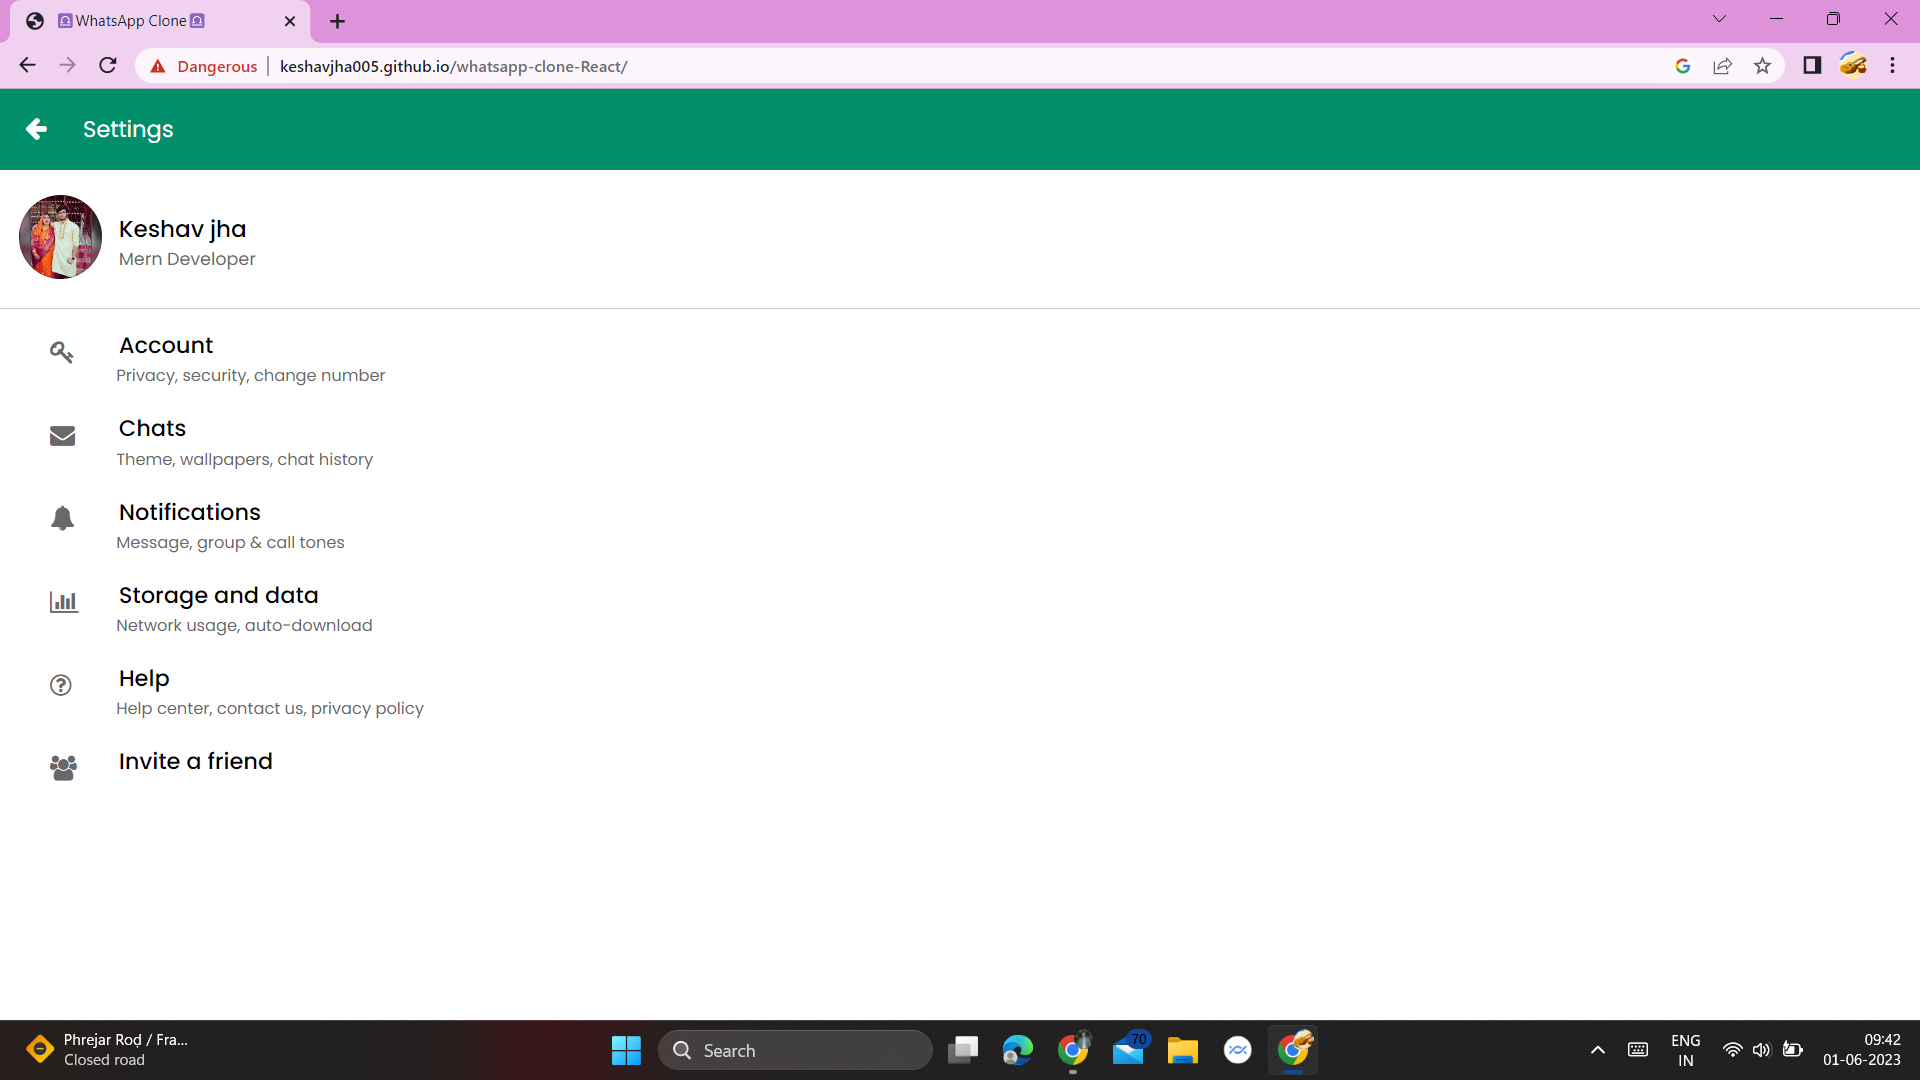 ♎WhatsApp Clone♎
Dangerous keshavjha005.github.io/whatsapp-clone-React/
Settings
Keshav jha
Mern Developer
Account
Privacy, security, change number
Chats
Theme, wallpapers, chat history
Notifications
Message, group & call tones
Storage and data
Network usage, auto-download
Help
Help center, contact us, privacy policy
Invite a friend
Phrejar Roḍ / Fra...
Closed road
Search
70
ENG
IN
09:42
01-06-2023